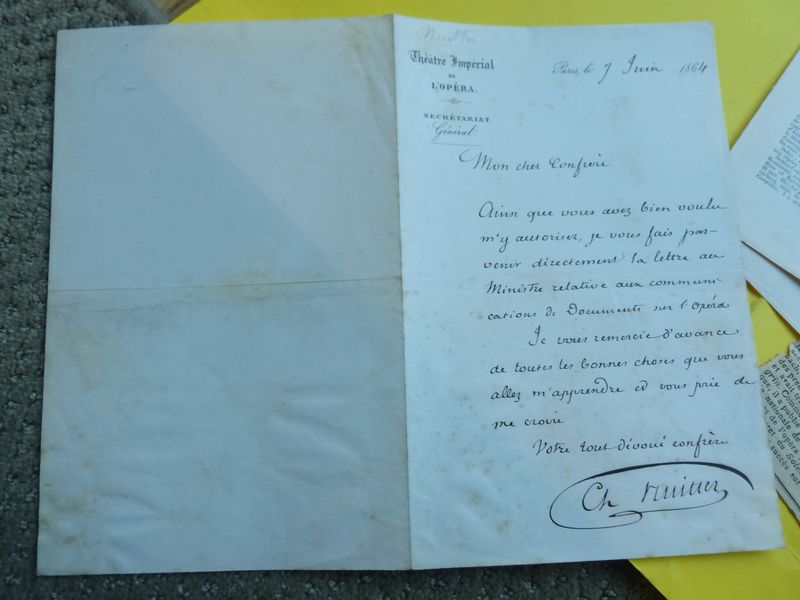 Théâtre Impérial
DE
L'OPÉRA.
SECRÉTARIAT
Général
Paris, le 7 Juin 1864
Mon cher Confrère
Ainsi que vous avez bien voulu
m'y autoriser, je vous fais par-
venir directement la lettre au
Ministre relative aux communi-
cations de Documents sur l'Opéra
Je vous remercie d'avance
de toutes les bonnes choses que vous
allez m'apprendre et vous prie de
me croire
Votre tout dévoué confrère
Ch Nuitter